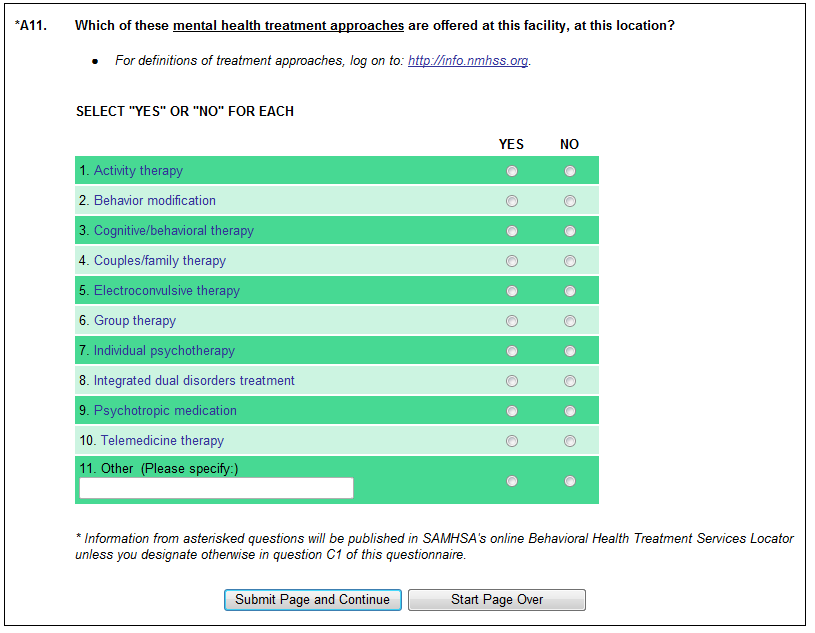 *A11. Which of these mental health treatment approaches are offered at this facility, at this location?
• For definitions of treatment approaches, log on to: http://info.nmhss.org.
SELECT "YES" OR "NO" FOR EACH
YES NO
1. Activity therapy
2. Behavior modification
3. Cognitive/behavioral therapy
4. Couples/family therapy
5. Electroconvulsive therapy
6. Group therapy
7. Individual psychotherapy
8. Integrated dual disorders treatment
9. Psychotropic medication
10. Telemedicine therapy
11. Other (Please specify:)
* Information from asterisked questions will be published in SAMHSA's online Behavioral Health Treatment Services Locator
unless you designate otherwise in question C1 of this questionnaire.
Submit Page and Continue Start Page Over